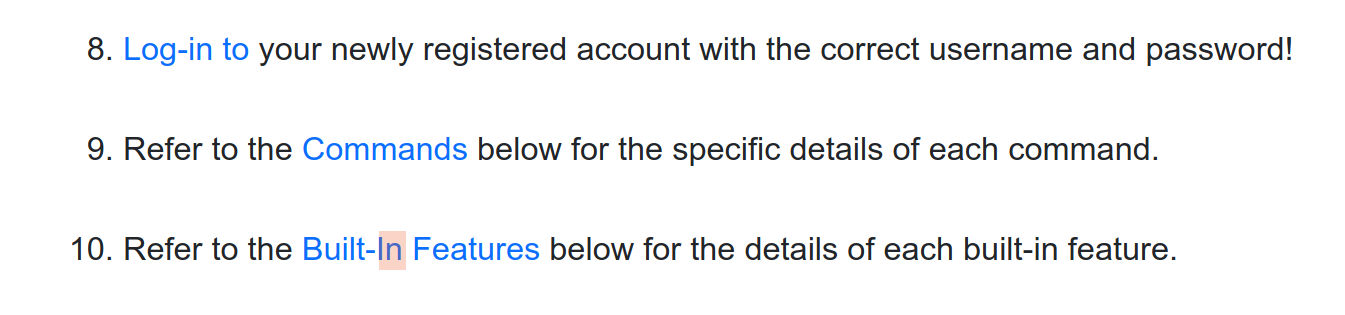 8. Log-in to your newly registered account with the correct username and password!
9. Refer to the Commands below for the specific details of each command.
10. Refer to the Built-In Features below for the details of each built-in feature.